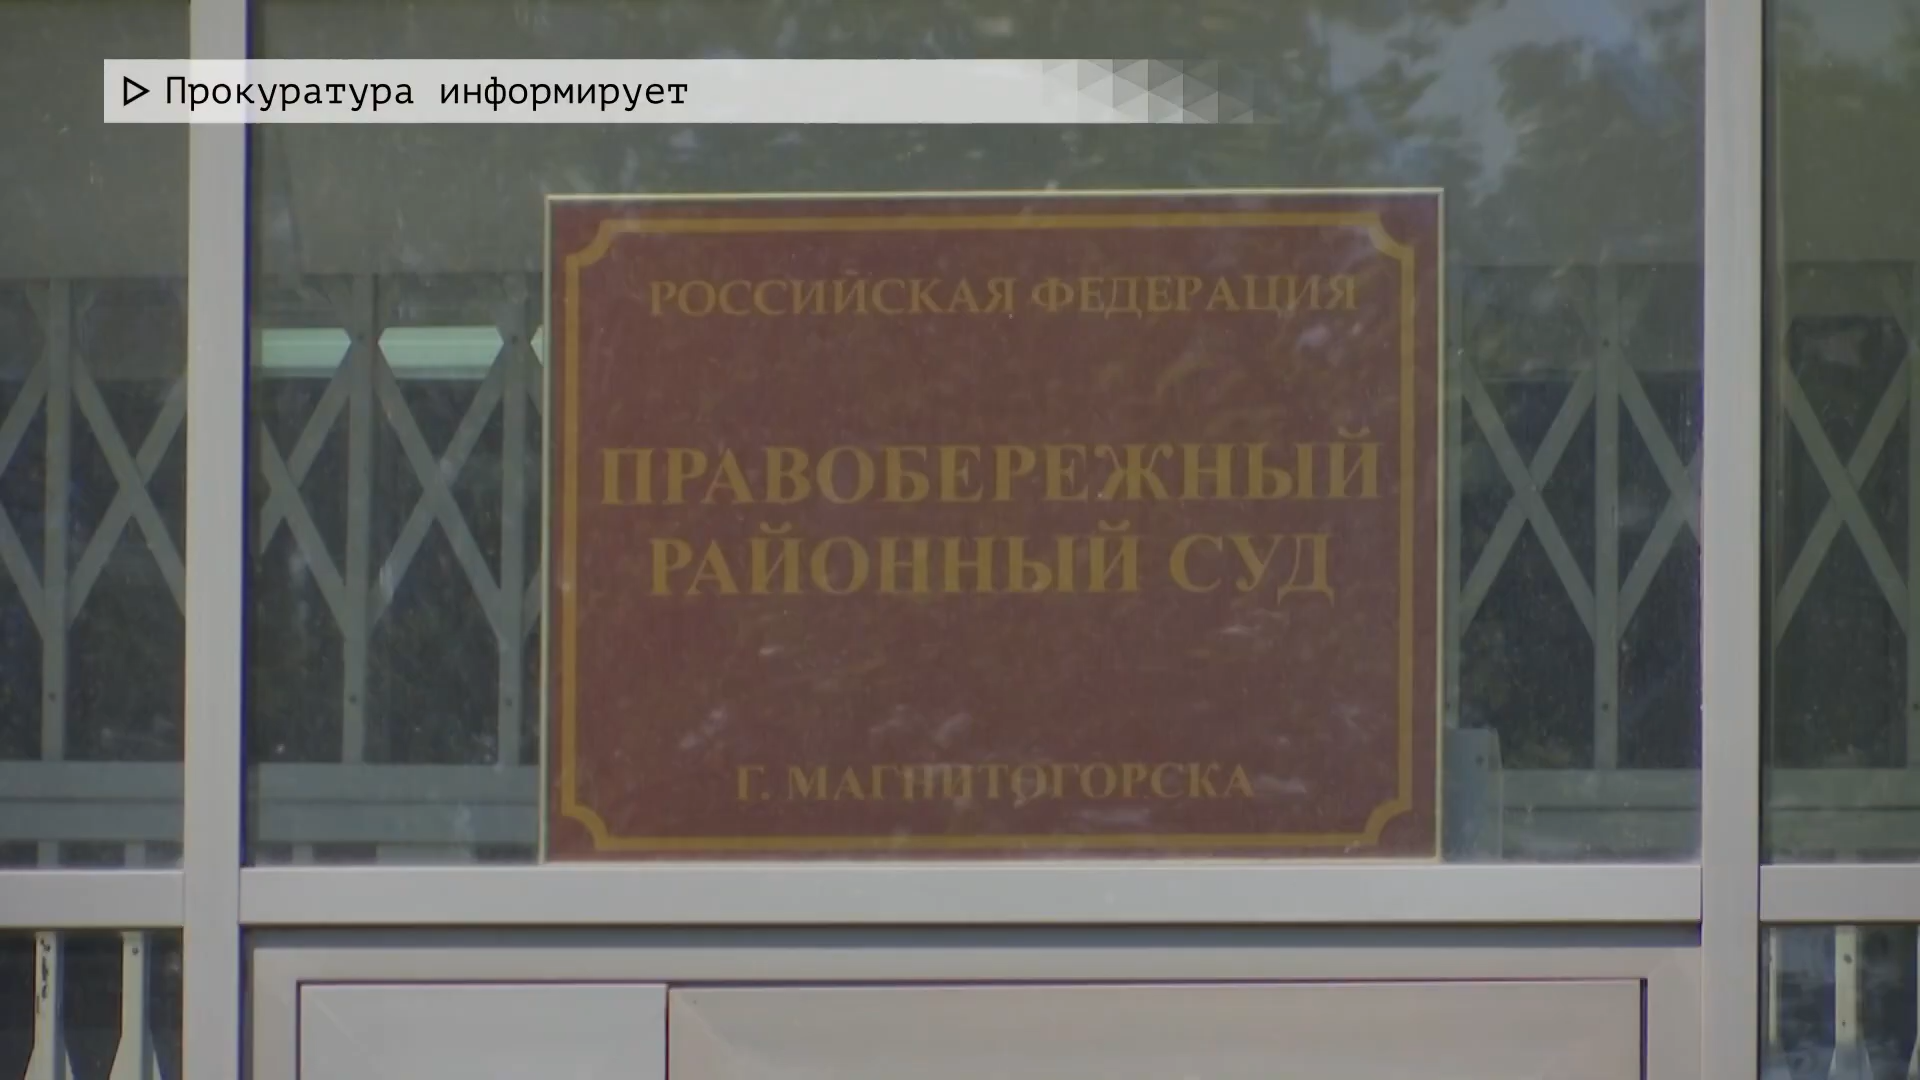 Прокуратура информирует
РОССИЙСКАЯ ФЕДЕРАЦИЯ
ПРАВОБЕРЕЖНЫЙ
РАЙОННЫЙ СУД
Г. МАГНИТОГОРСКА